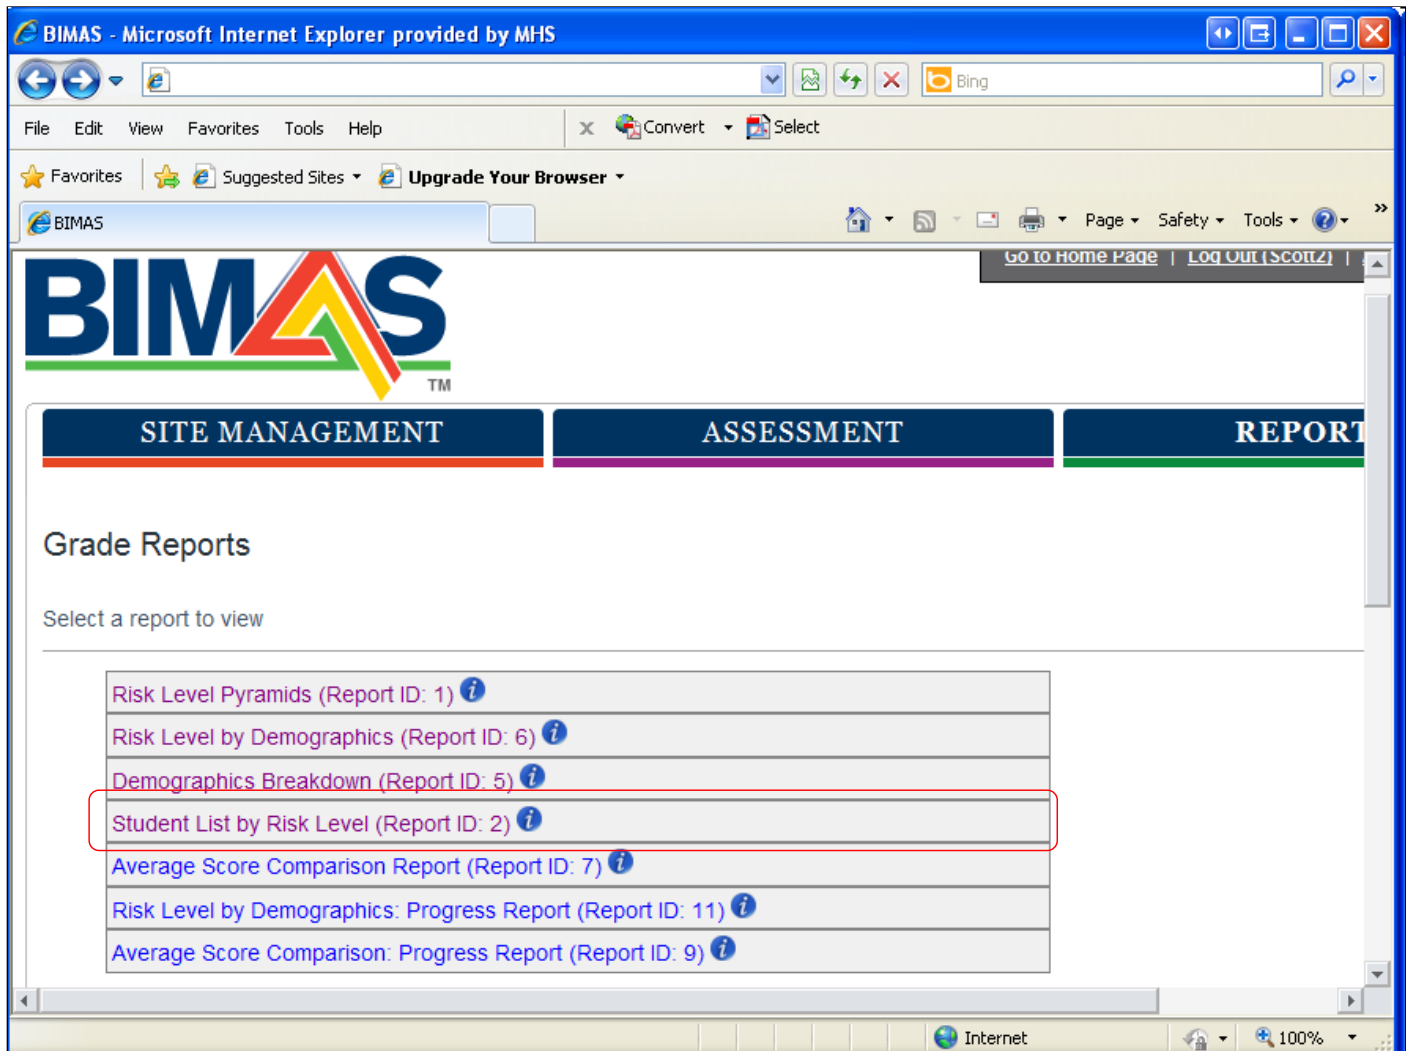 BIMAS - Microsoft Internet Explorer provided by MHS
Bing
File Edit View Favorites Tools Help x Convert Select
Favorites Suggested Sites Upgrade Your Browser
BIMAS Page Safety Tools »
Go to Home Page | Log Out (Scott2) |
BIMAS TM
SITE MANAGEMENT ASSESSMENT REPORT
Grade Reports
Select a report to view
Risk Level Pyramids (Report ID: 1) i
Risk Level by Demographics (Report ID: 6) i
Demographics Breakdown (Report ID: 5) i
Student List by Risk Level (Report ID: 2) i
Average Score Comparison Report (Report ID: 7) i
Risk Level by Demographics: Progress Report (Report ID: 11) i
Average Score Comparison: Progress Report (Report ID: 9) i
Internet 100%